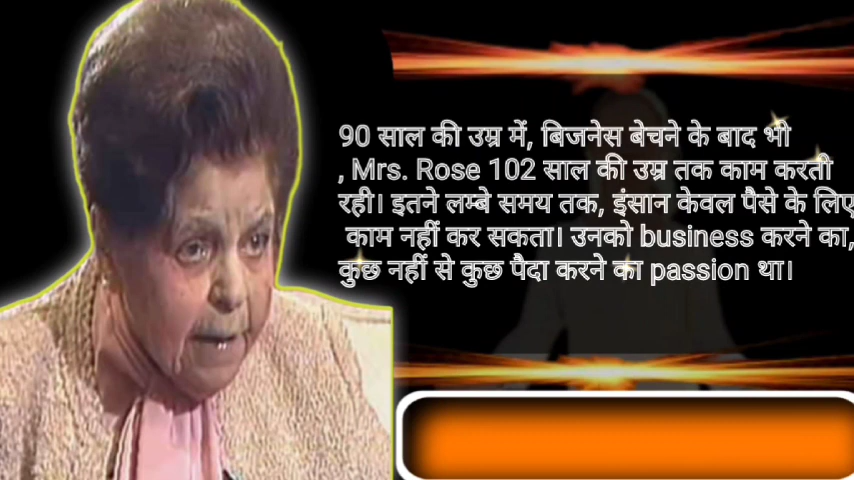 90 साल की उम्र में, बिजनेस बेचने के बाद भी
, Mrs. Rose 102 साल की उम्र तक काम करती
रही। इतने लम्बे समय तक, इंसान केवल पैसे के लिए
काम नहीं कर सकता। उनको business करने का,
कुछ नहीं से कुछ पैदा करने का passion था।